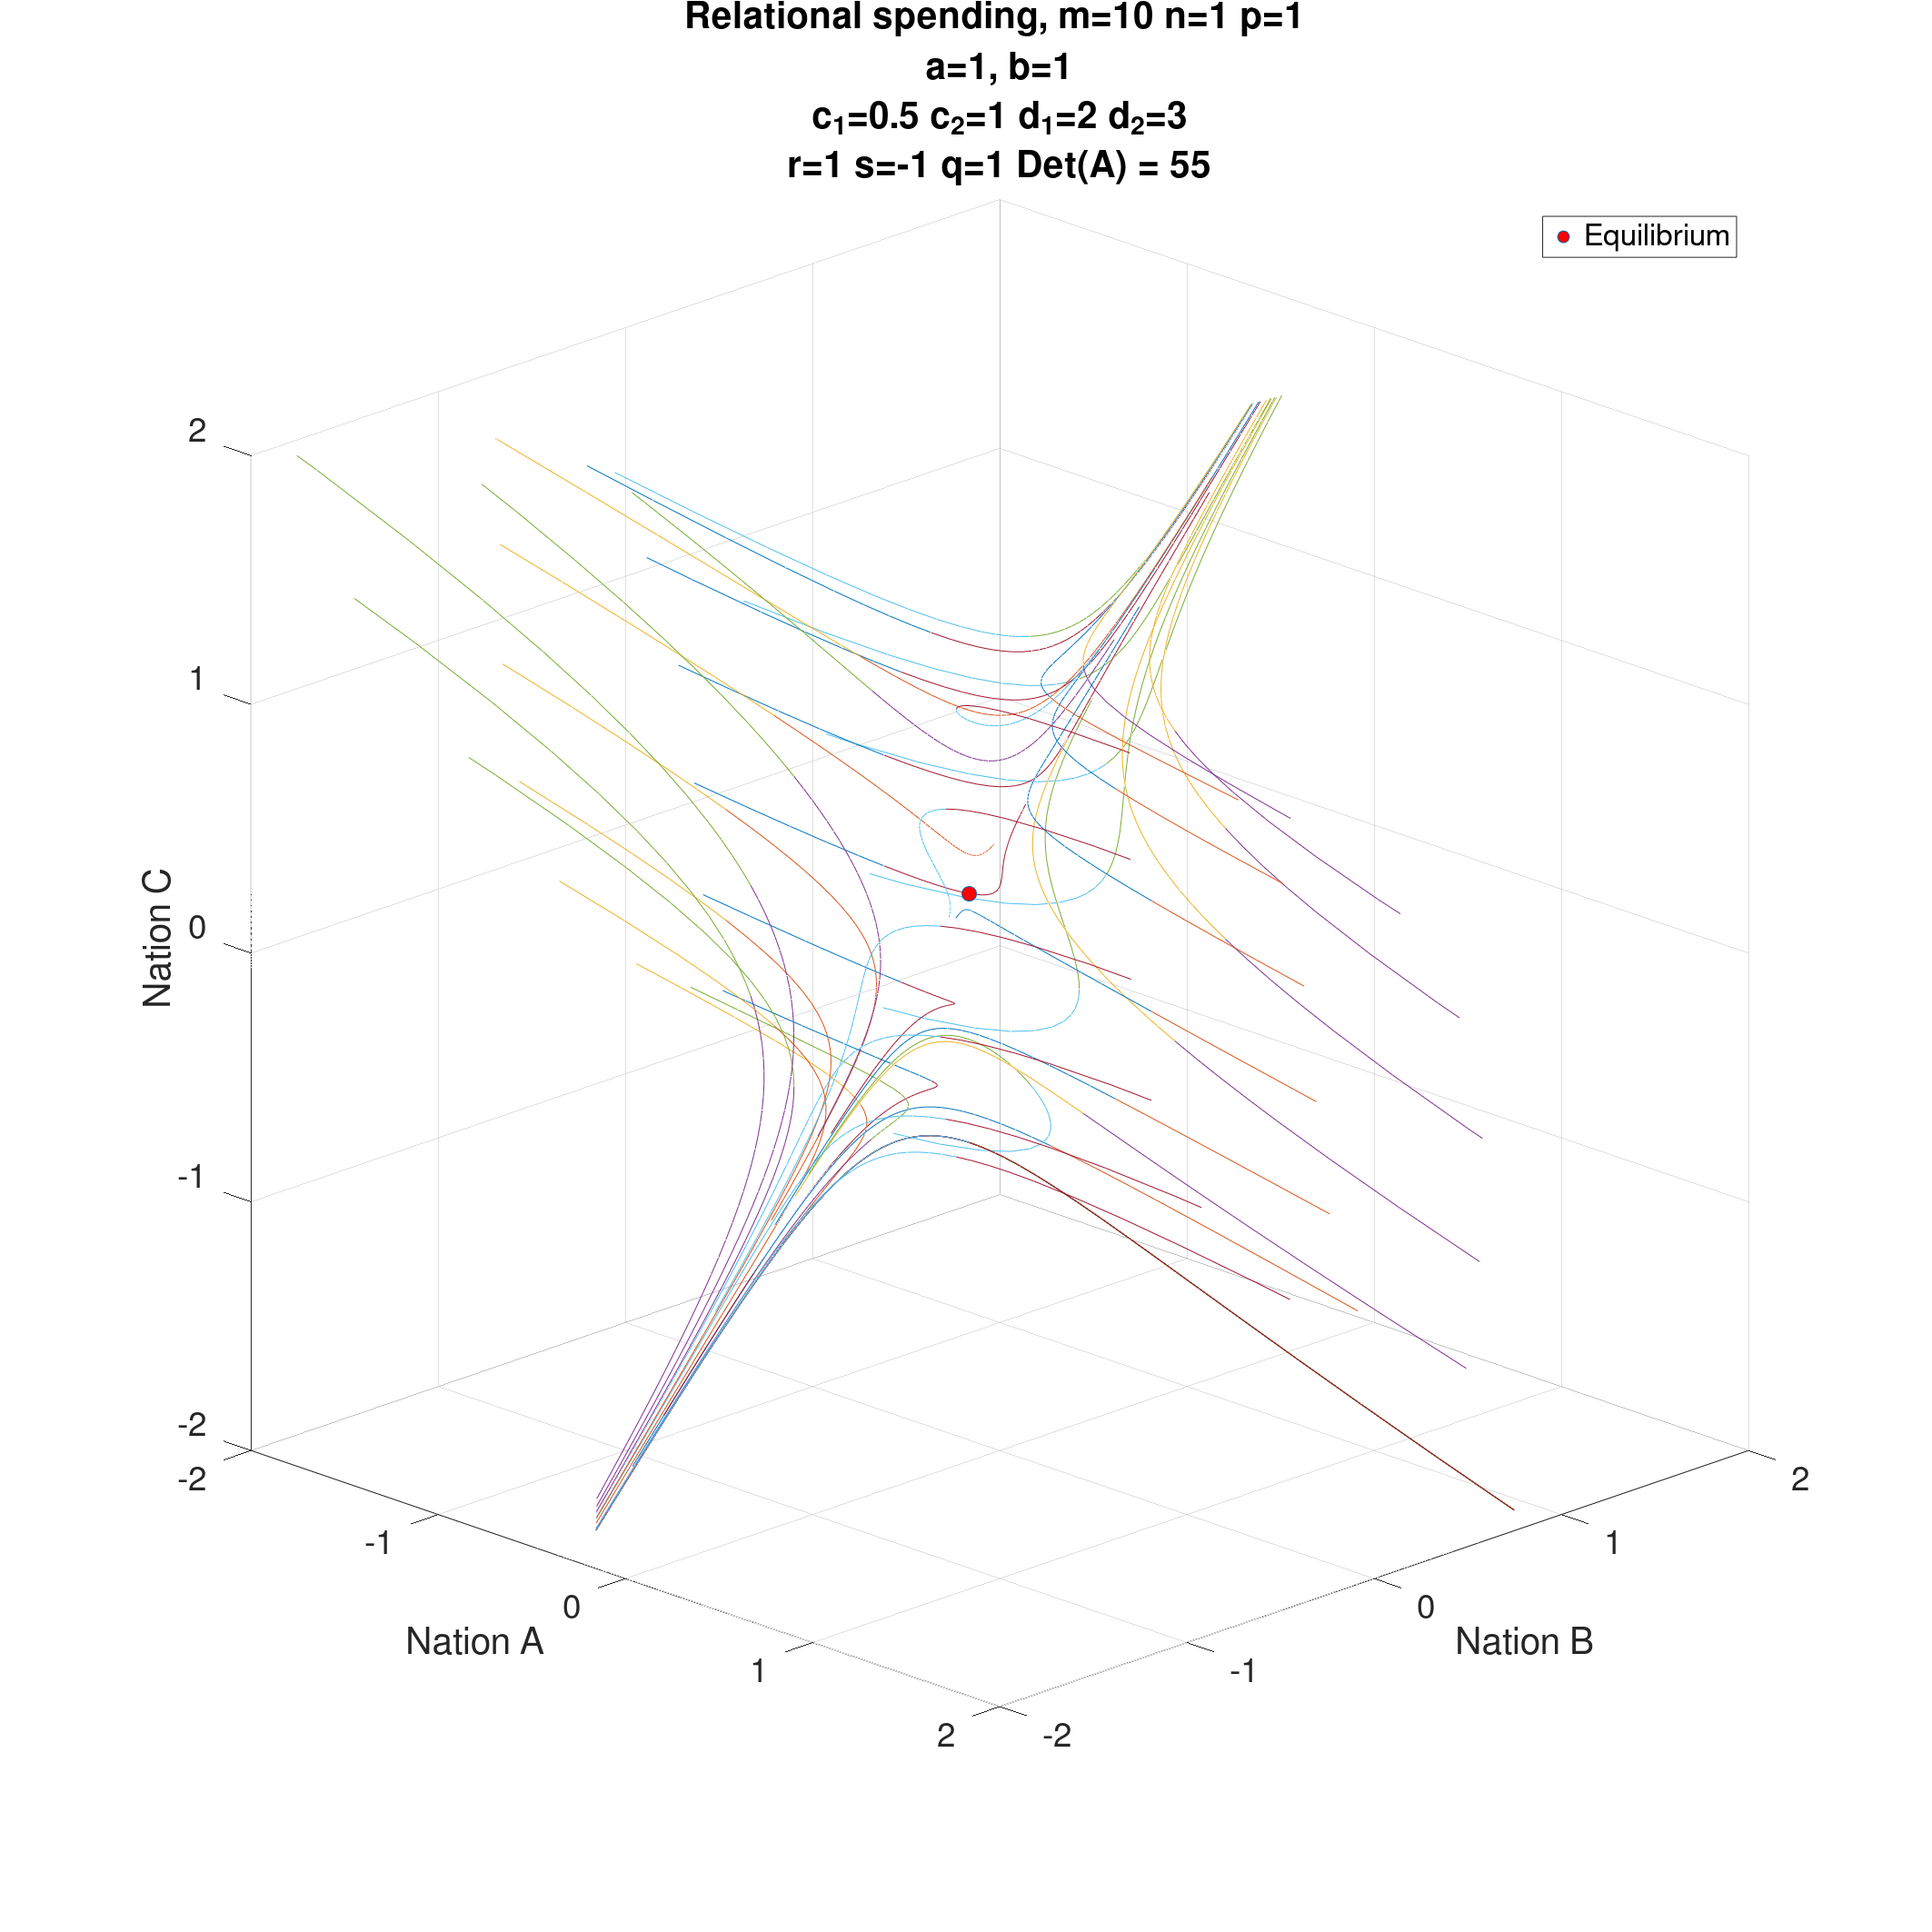 Relational spending, m=10 n=1 p=1
a=1, b=1
c₁=0.5 c₂=1 d₁=2 d₂=3
r=1 s=-1 q=1 Det(A) = 55
Equilibrium
2
1
0
-1
-2
Nation C
-2
-1
0
1
2
Nation A
-2
-1
0
1
2
Nation B